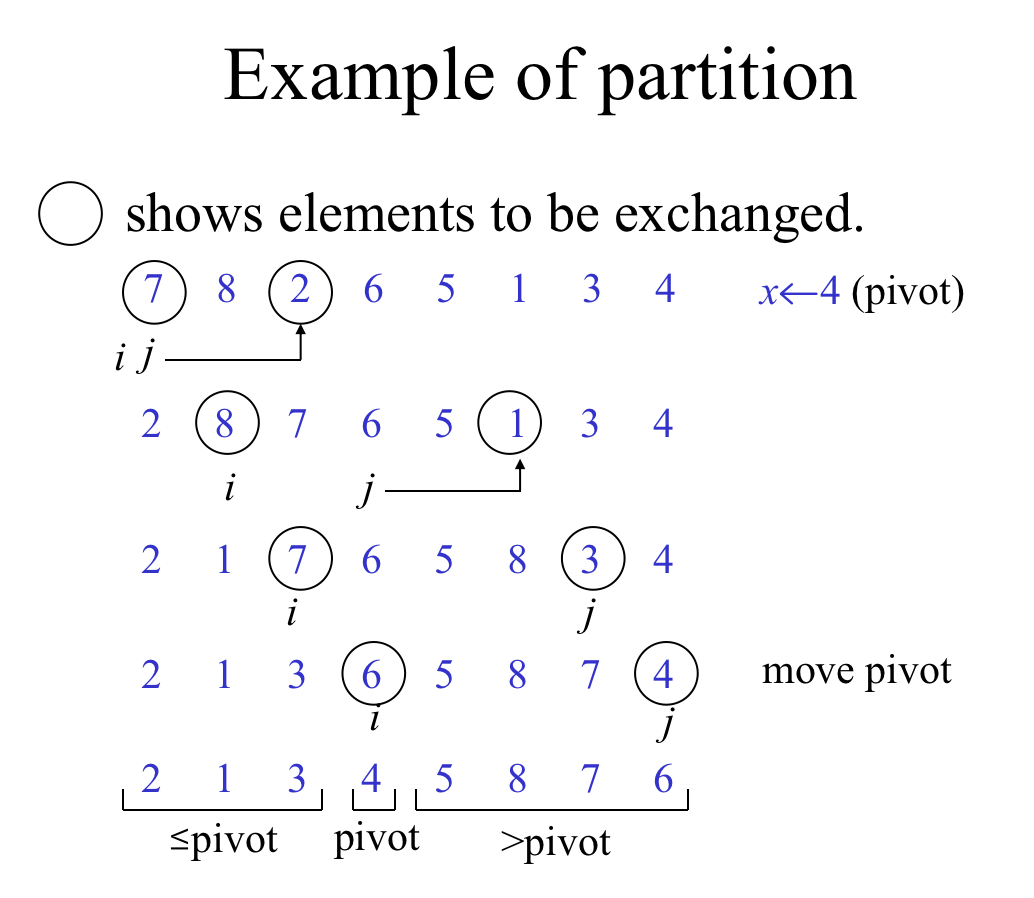 Example of partition
shows elements to be exchanged.
7 8 2 6 5 1 3 4 x←4 (pivot)
i j
2 8 7 6 5 1 3 4
i j
2 1 7 6 5 8 3 4
i j
2 1 3 6 5 8 7 4 move pivot
i j
2 1 3 4 5 8 7 6
≤pivot pivot >pivot